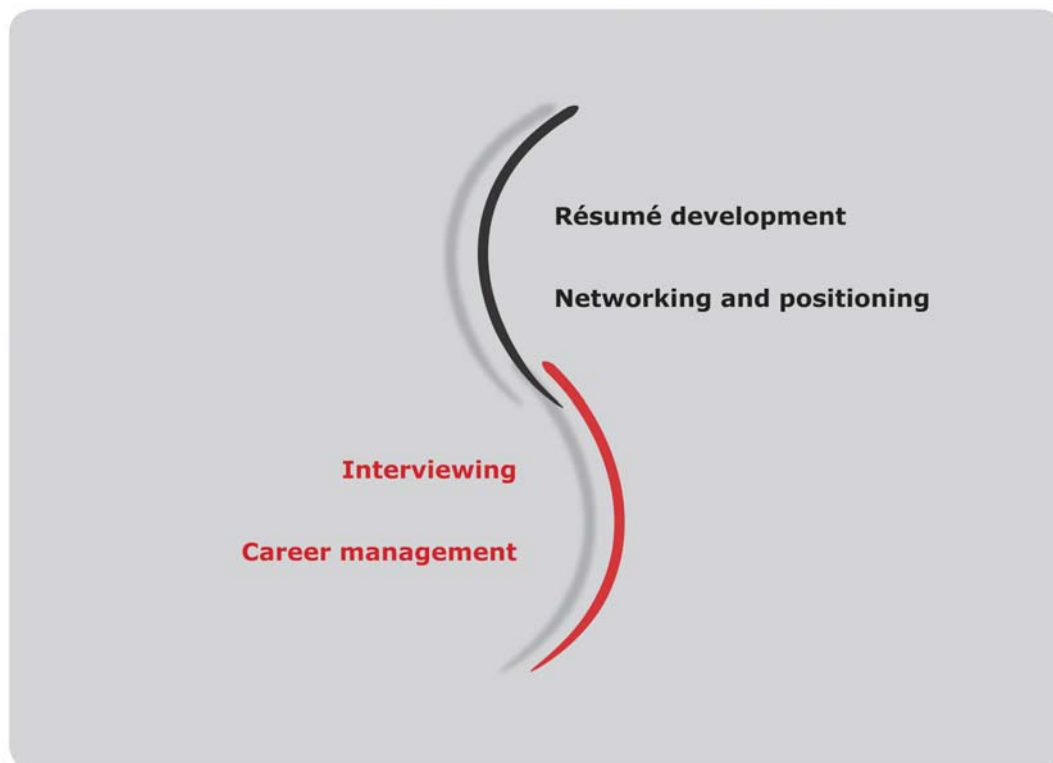 Résumé development
Networking and positioning
Interviewing
Career management